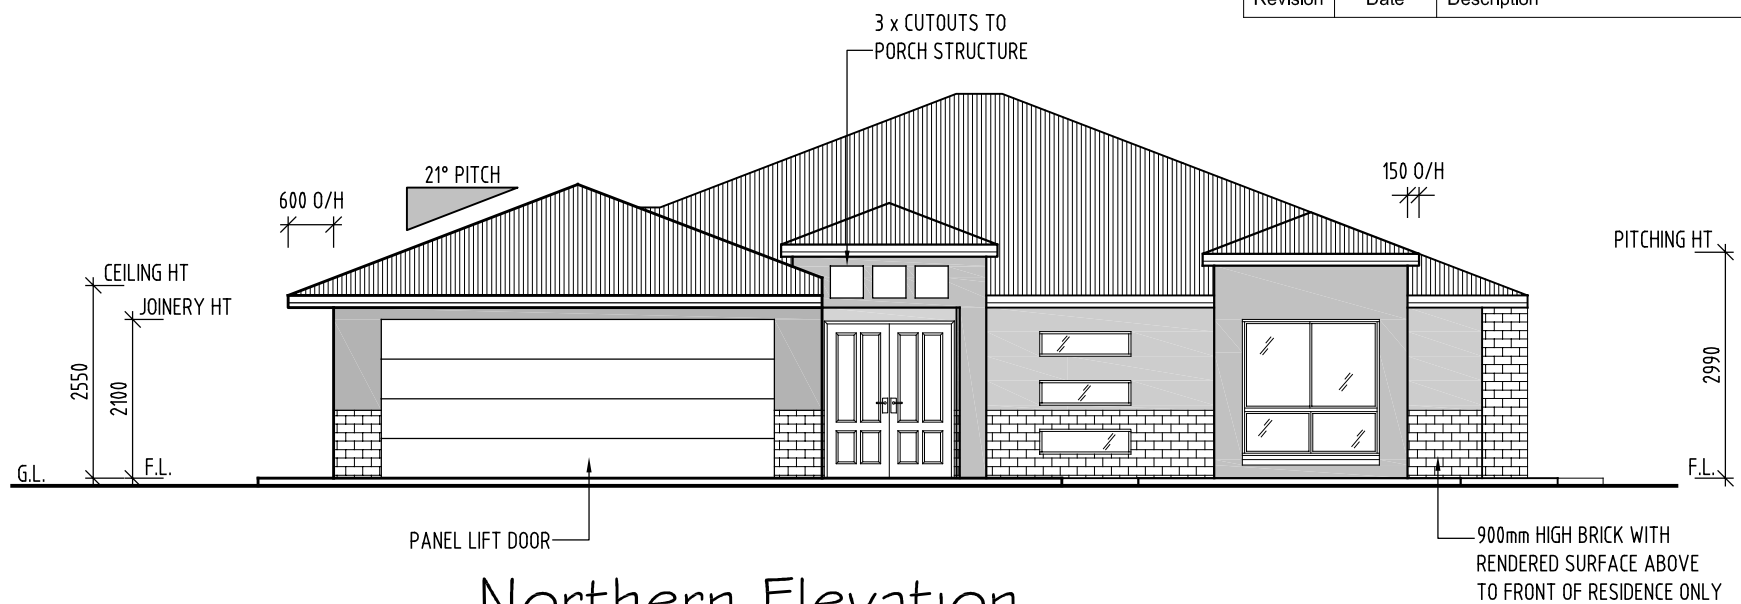 Revision Date Description
3 x CUTOUTS TO
PORCH STRUCTURE
21° PITCH
600 O/H
150 O/H
PITCHING HT
CEILING HT
JOINERY HT
2550
2100
2990
G.L.
F.L.
F.L.
PANEL LIFT DOOR
900mm HIGH BRICK WITH
RENDERED SURFACE ABOVE
TO FRONT OF RESIDENCE ONLY
Northern Elevation